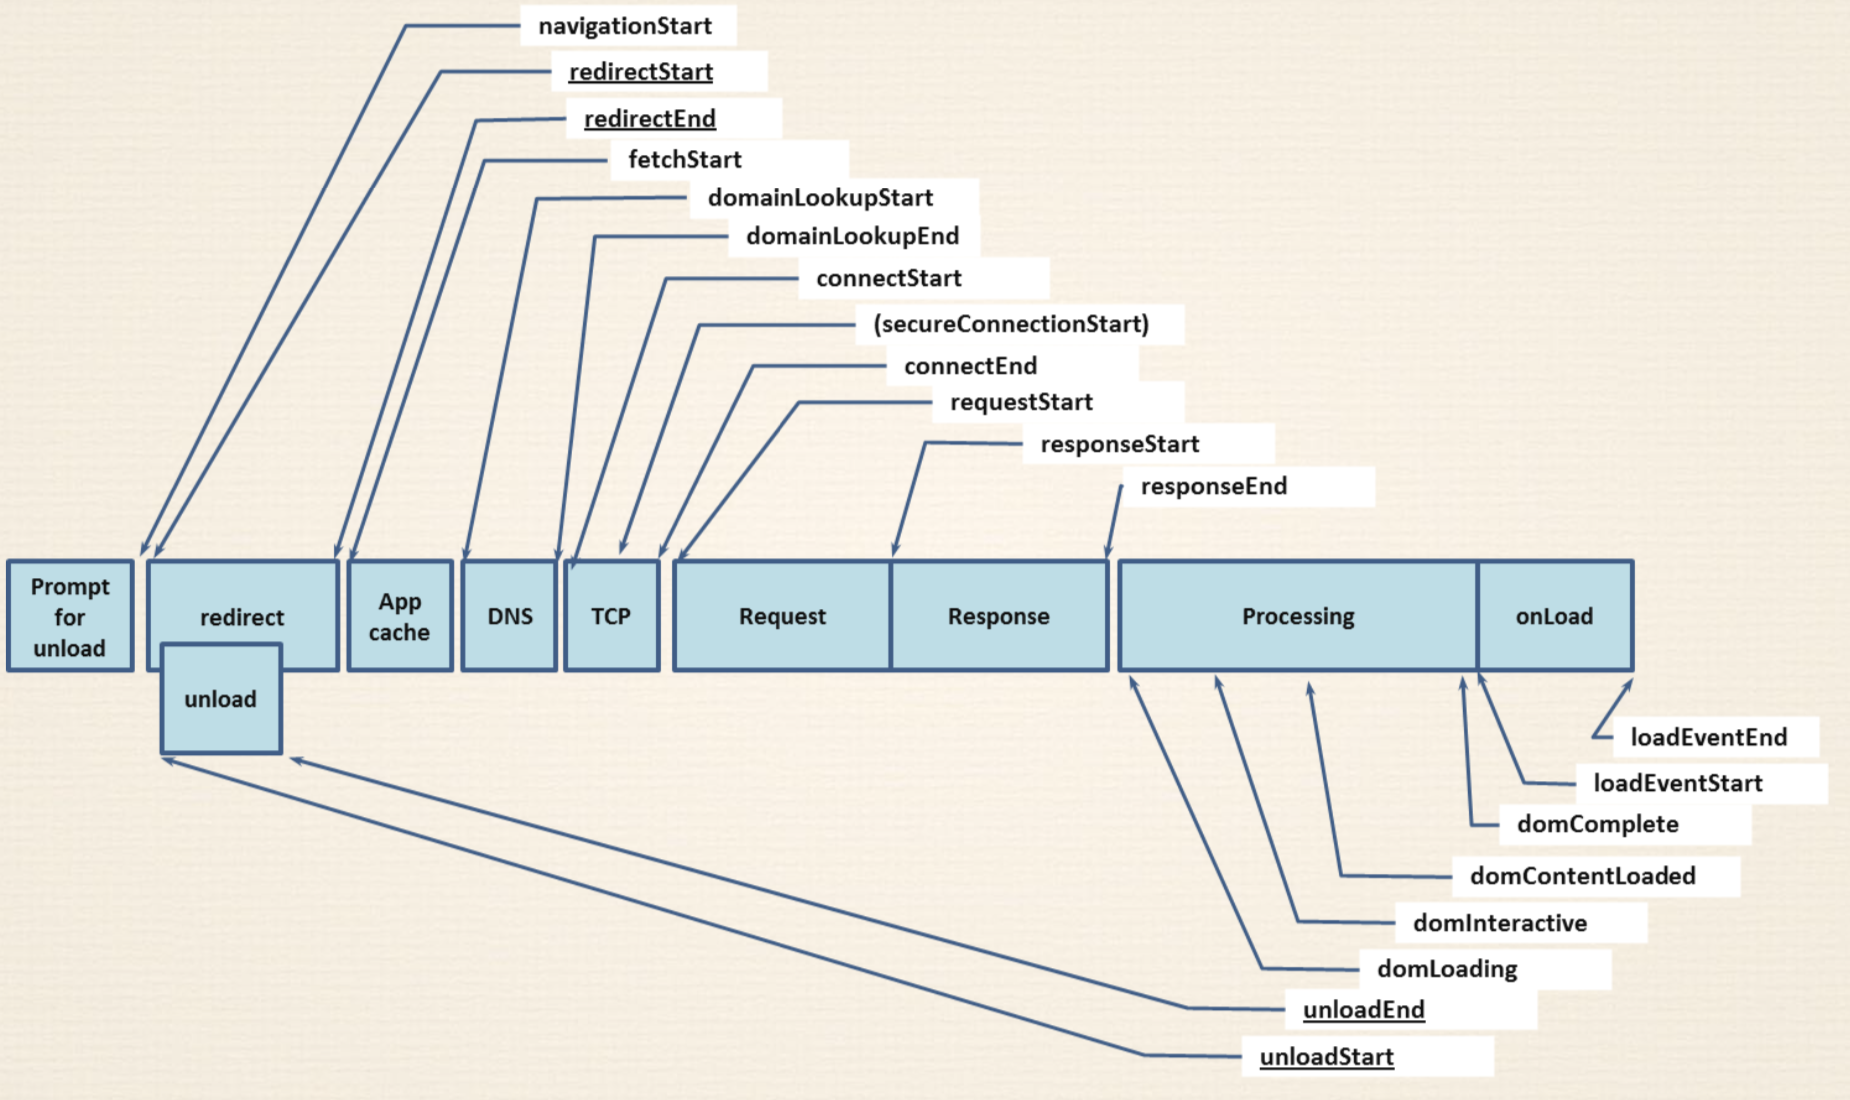 navigationStart
redirectStart
redirectEnd
fetchStart
domainLookupStart
domainLookupEnd
connectStart
(secureConnectionStart)
connectEnd
requestStart
responseStart
responseEnd
Prompt
for
unload
redirect
unload
App
cache
DNS
TCP
Request
Response
Processing
onLoad
loadEventEnd
loadEventStart
domComplete
domContentLoaded
domInteractive
domLoading
unloadEnd
unloadStart